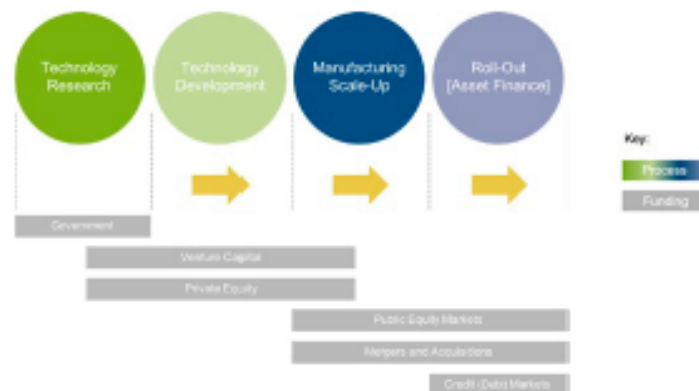 Technology
Research
Technology
Development
Manufacturing
Scale-Up
Roll-Out
[Asset Finance]
Key:
Process
Funding
Government
Venture Capital
Private Equity
Public Equity Markets
Mergers and Acquisitions
Credit (Debt) Markets